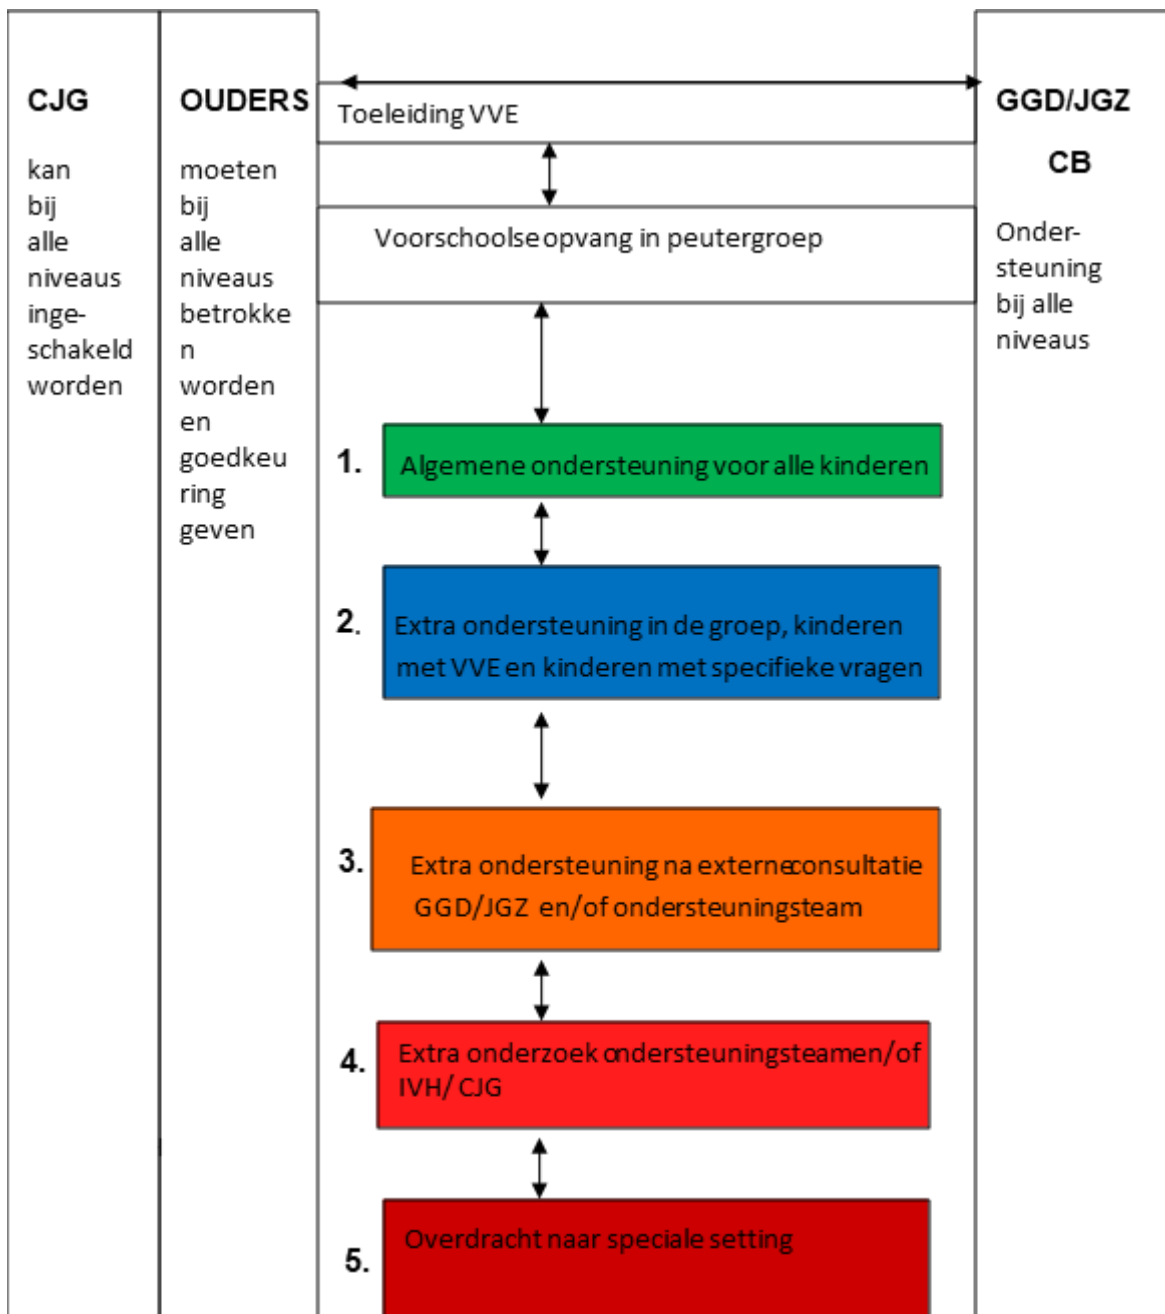 CJG
kan
bij
alle
niveaus
inge-
schakeld
worden
OUDERS
moeten
bij
alle
niveaus
betrokke
n
worden
en
goedkeu
ring
geven
Toeleiding VVE
Voorschoolse opvang in peutergroep
1. Algemene ondersteuning voor alle kinderen
2. Extra ondersteuning in de groep, kinderen
met VVE en kinderen met specifieke vragen
3. Extra ondersteuning na externe consultatie
GGD/JGZ en/of ondersteuningsteam
4. Extra onderzoek ondersteuningsteam en/of
IVH/ CJG
5. Overdracht naar speciale setting
GGD/JGZ
CB
Onder-
steuning
bij alle
niveaus